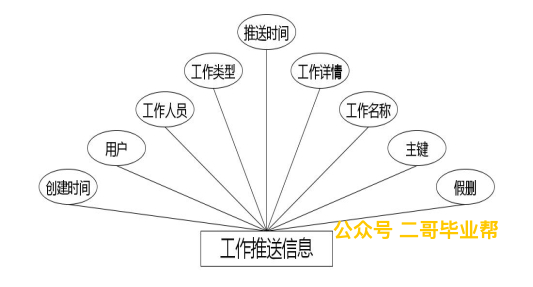 推送时间
工作类型
工作详情
工作人员
工作名称
用户
主键
创建时间
假删
工作推送信息
公众号 二哥毕业帮